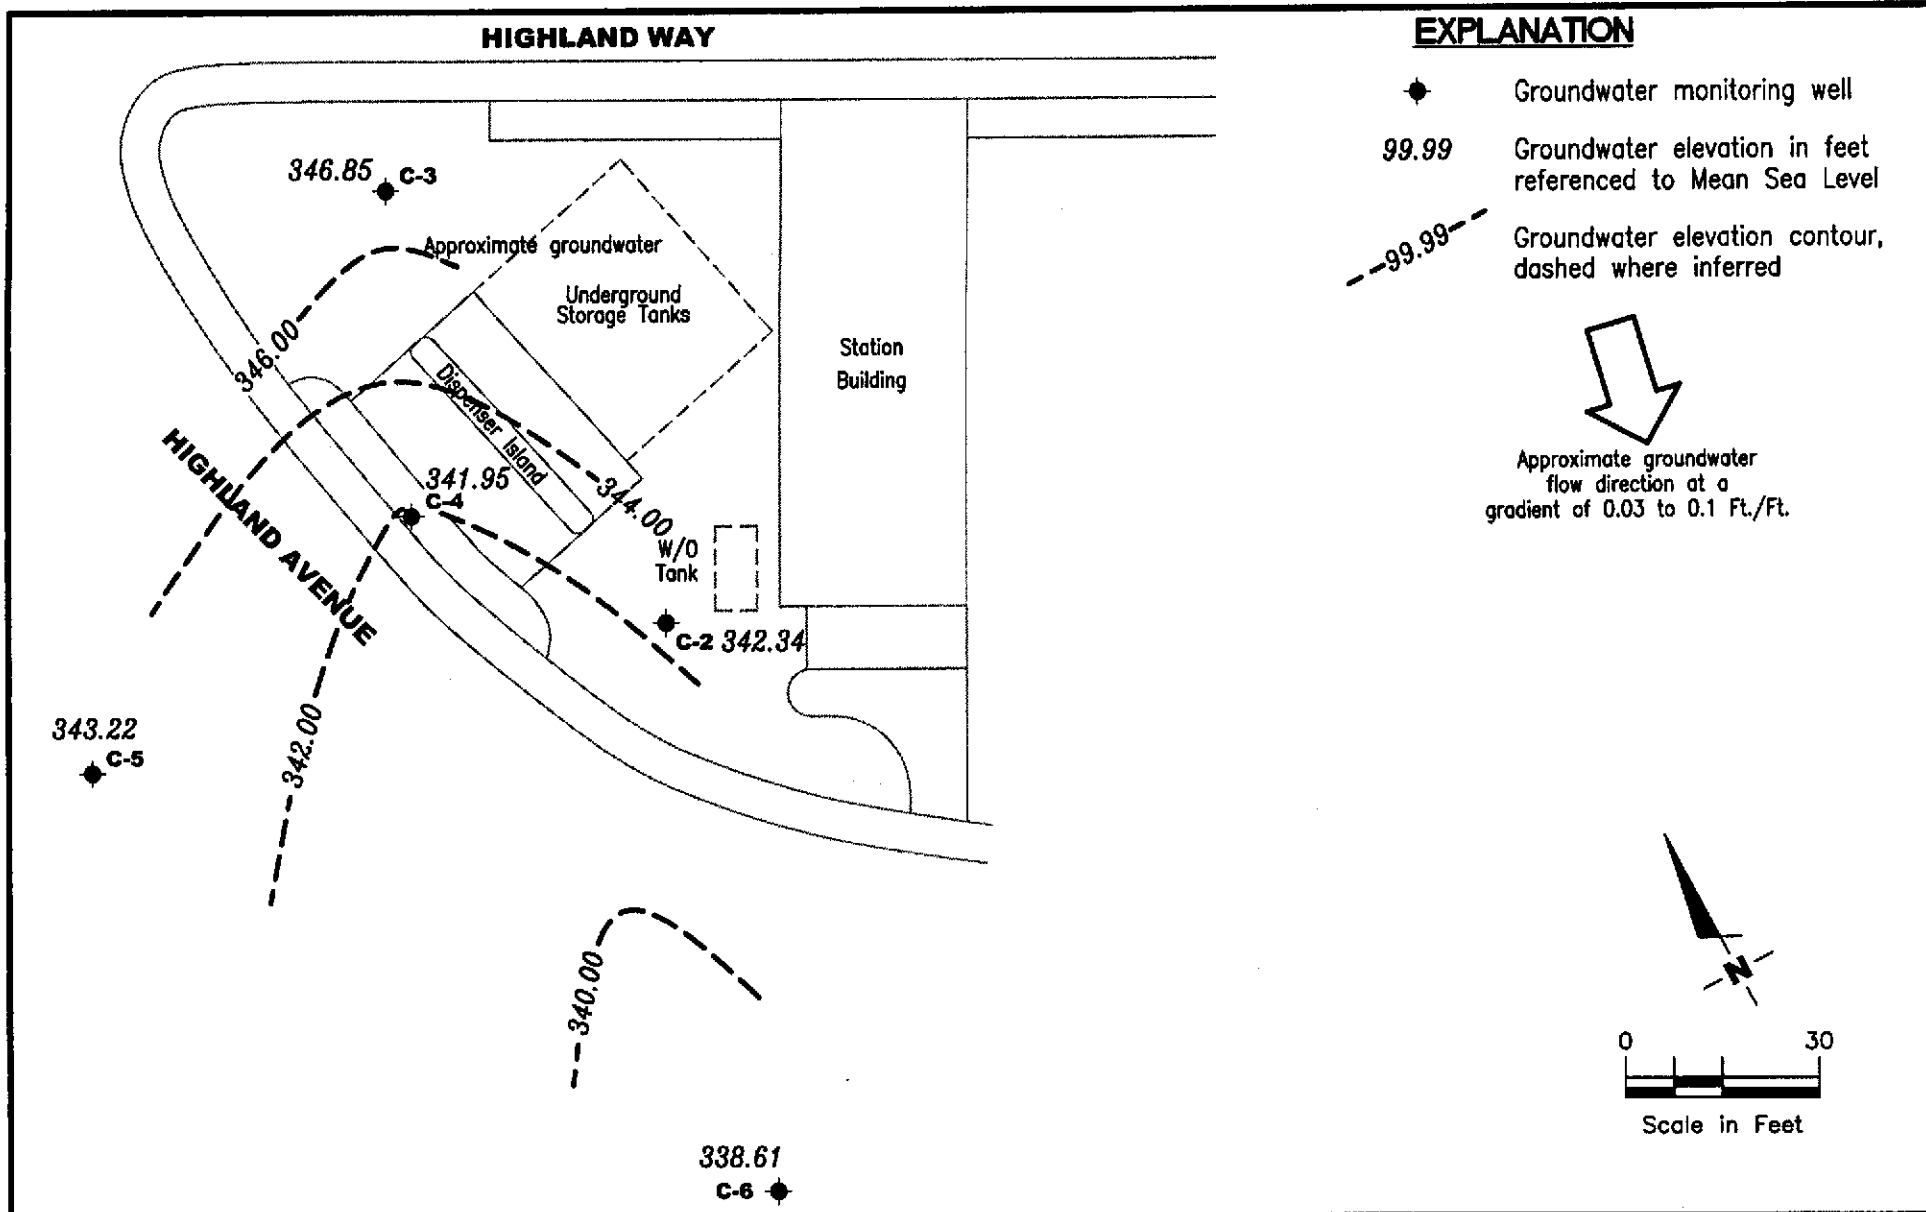 HIGHLAND WAY
346.85 C-3
Approximate groundwater
Underground
Storage Tanks
346.00
Dispenser Island
Station
Building
HIGHLAND AVENUE
341.95
C-4
344.00
W/O
Tank
C-2 342.34
343.22
C-5
342.00
340.00
338.61
C-6
EXPLANATION
Groundwater monitoring well
99.99 Groundwater elevation in feet
referenced to Mean Sea Level
99.99 Groundwater elevation contour,
dashed where inferred
Approximate groundwater
flow direction at a
gradient of 0.03 to 0.1 Ft./Ft.
N
0 30
Scale in Feet